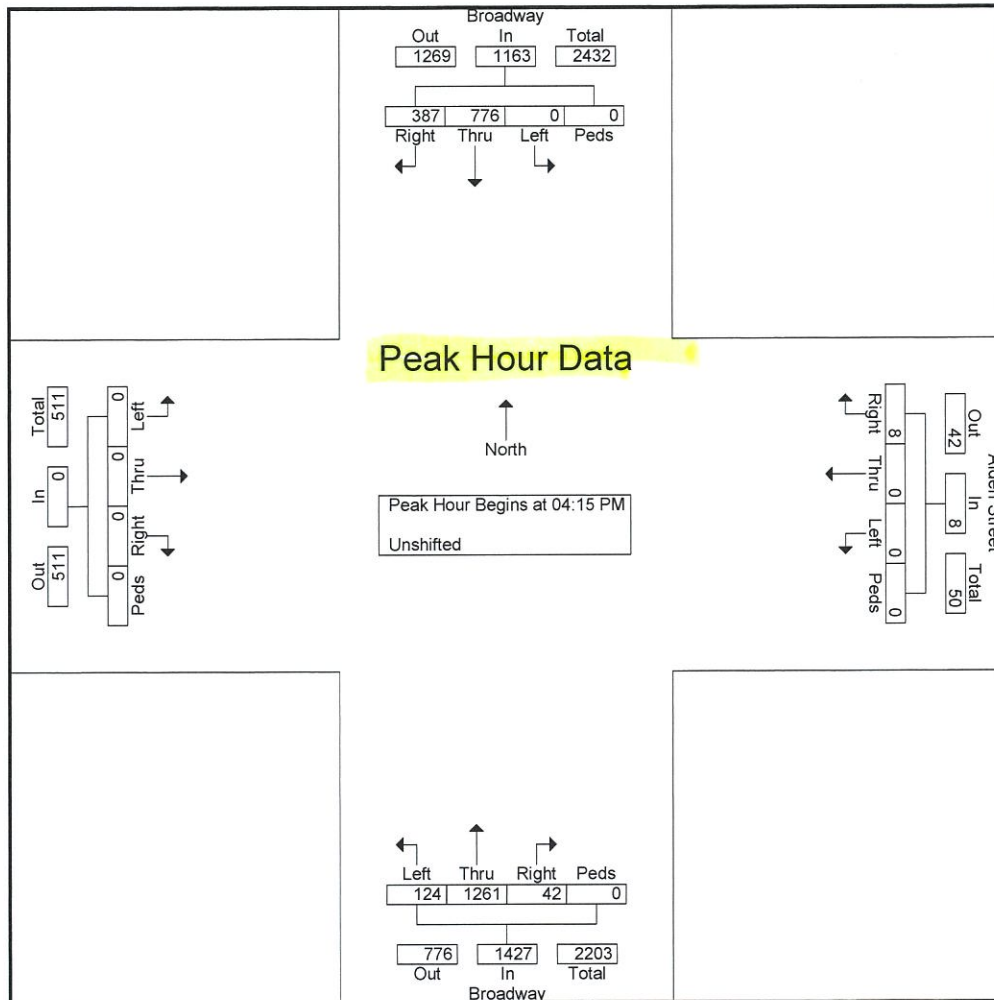 Broadway
Out In Total
1269 1163 2432
387 776 0 0
Right Thru Left Peds
Peak Hour Data
North
Peak Hour Begins at 04:15 PM
Unshifted
Total In Out
511 0 511
0 0 0 0
Left Thru Right Peds
Out In Total
42 8 50
8 0 0 0
Right Thru Left Peds
Left Thru Right Peds
124 1261 42 0
776 1427 2203
Out In Total
Broadway
Street